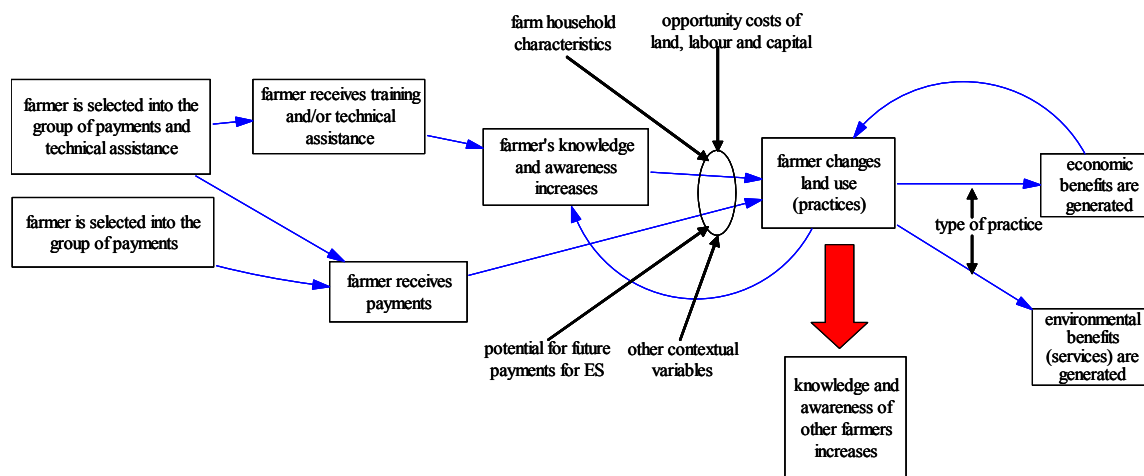 farm household
characteristics
opportunity costs of
land, labour and capital
farmer is selected into the
group of payments and
technical assistance
farmer receives training
and/or technical
assistance
farmer's knowledge
and awareness
increases
farmer changes
land use
(practices)
economic
benefits are
generated
type of practice
farmer is selected into the
group of payments
farmer receives
payments
potential for future
payments for ES
other contextual
variables
environmental
benefits
(services) are
generated
knowledge and
awareness of
other farmers
increases